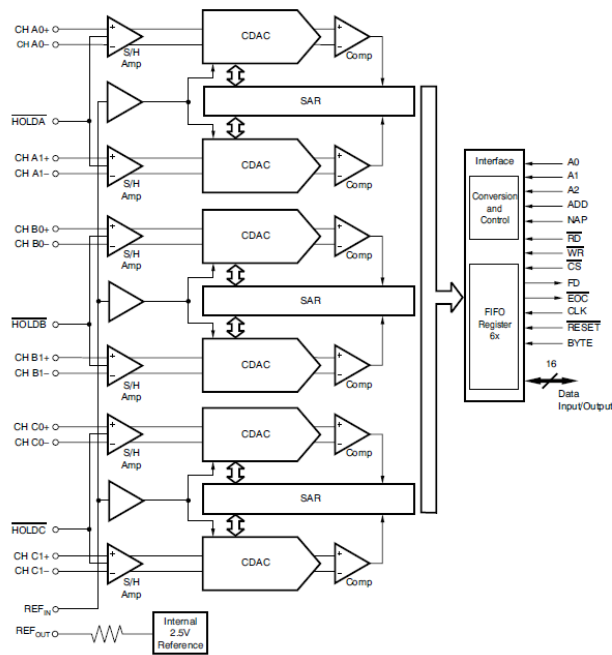 CH A0+
CH A0−
S/H
Amp
CDAC
Comp
SAR
HOLDA
CH A1+
CH A1−
S/H
Amp
CDAC
Comp
CH B0+
CH B0−
S/H
Amp
CDAC
Comp
SAR
HOLDB
CH B1+
CH B1−
S/H
Amp
CDAC
Comp
CH C0+
CH C0−
S/H
Amp
CDAC
Comp
SAR
HOLDC
CH C1+
CH C1−
S/H
Amp
CDAC
Comp
REFIN
REFOUT
Internal
2.5V
Reference
Interface
Conversion
and
Control
FIFO
Register
6x
A0
A1
A2
ADD
NAP
RD
WR
CS
FD
EOC
CLK
RESET
BYTE
16
Data
Input/Output